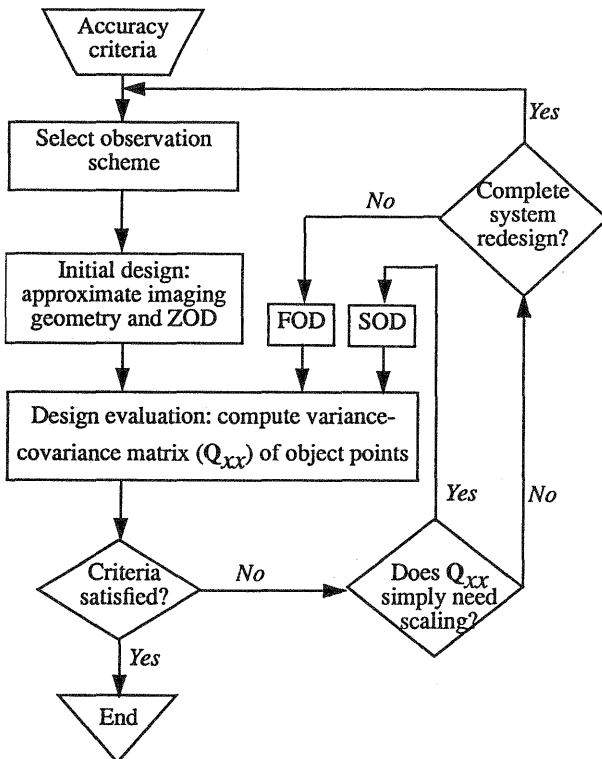 Accuracy
criteria
Yes
Select observation
scheme
No
Complete
system
redesign?
Initial design:
approximate imaging
geometry and ZOD
FOD
SOD
Design evaluation: compute variance-
covariance matrix (Qxx) of object points
Yes
No
Criteria
satisfied?
No
Does Qxx
simply need
scaling?
Yes
End